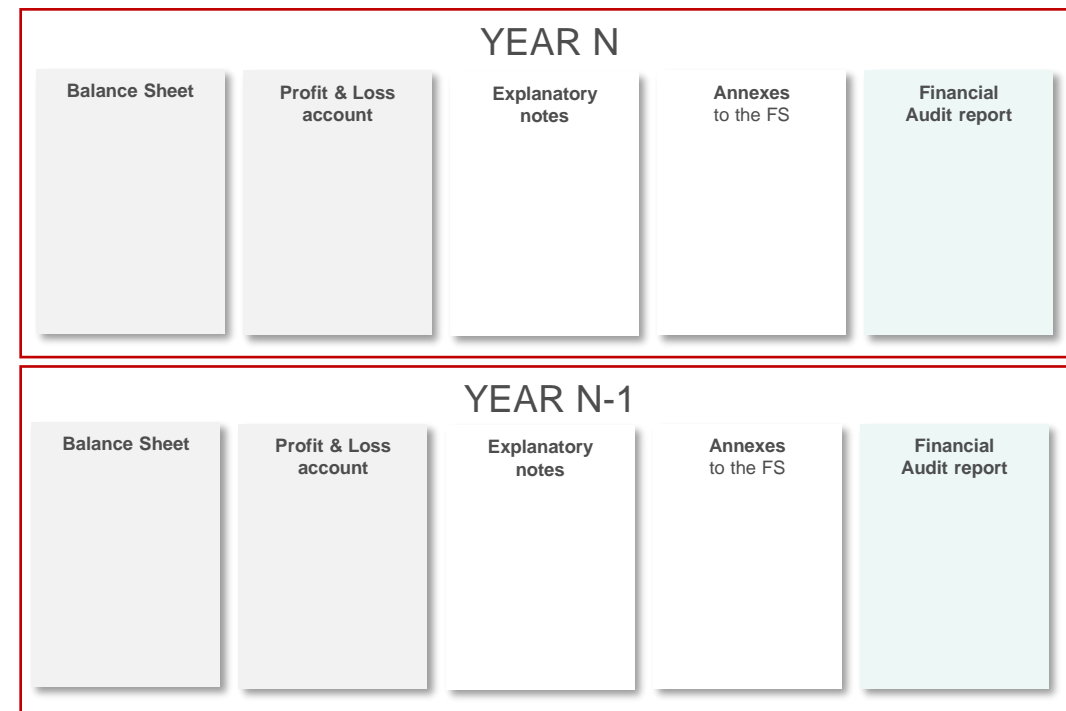 YEAR N
Balance Sheet
Profit & Loss
account
Explanatory
notes
Annexes
to the FS
Financial
Audit report
YEAR N-1
Balance Sheet
Profit & Loss
account
Explanatory
notes
Annexes
to the FS
Financial
Audit report